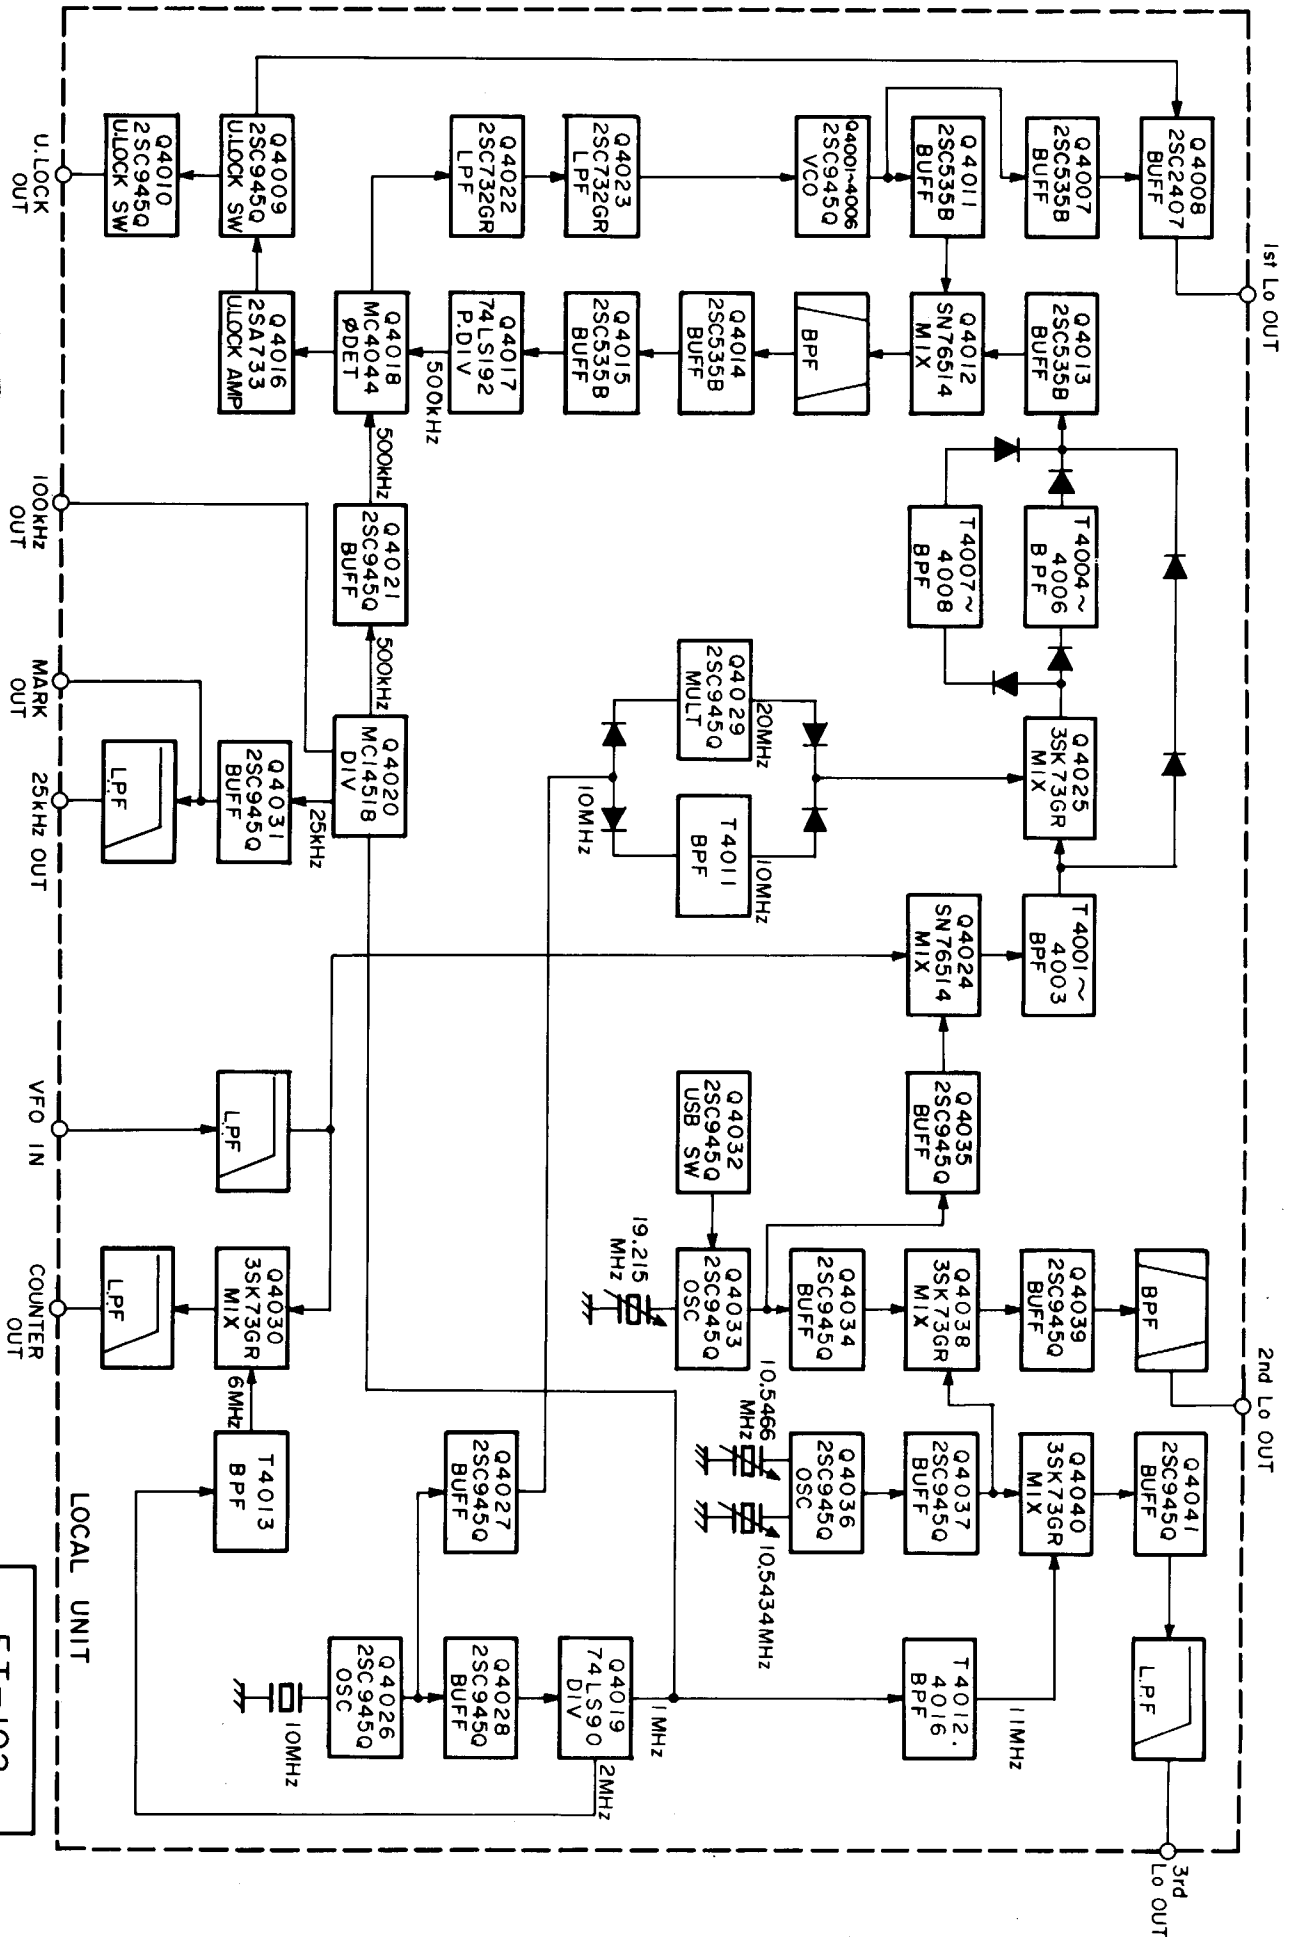 1st Lo OUT
2nd Lo OUT
3rd
Lo OUT
Q4008
2SC2407
BUFF
Q4007
2SC535B
BUFF
Q4011
2SC535B
BUFF
Q4001~4006
2SC945Q
VCO
Q4023
2SC732GR
LPF
Q4022
2SC732GR
LPF
Q4009
2SC945Q
U.LOCK SW
Q4010
2SC945Q
U.LOCK SW
U.LOCK
OUT
Q4013
2SC535B
BUFF
Q4012
SN76514
MIX
BPF
Q4014
2SC535B
BUFF
Q4015
2SC535B
BUFF
Q4017
74LS192
P.DIV
500kHz
Q4018
MC4044
ØDET
Q4016
2SA733
U.LOCK AMP
500kHz
T4004~
4006
BPF
T4007~
4008
BPF
Q4021
2SC945Q
BUFF
500kHz
100kHz
OUT
Q4025
3SK73GR
MIX
Q4029
2SC945Q
MULT
20MHz
T4011
BPF
10MHz
10MHz
Q4020
MC14518
DIV
25kHz
Q4031
2SC945Q
BUFF
L.P.F
MARK
OUT
25kHz OUT
T4001~
4003
BPF
Q4024
SN76514
MIX
Q4035
2SC945Q
BUFF
Q4032
2SC945Q
USB SW
L.P.F
VFO IN
BPF
Q4039
2SC945Q
BUFF
Q4038
3SK73GR
MIX
Q4034
2SC945Q
BUFF
Q4033
2SC945Q
OSC
19.215
MHz
Q4030
3SK73GR
MIX
6MHz
L.P.F
COUNTER
OUT
Q4041
2SC945Q
BUFF
Q4040
3SK73GR
MIX
Q4037
2SC945Q
BUFF
Q4036
2SC945Q
OSC
10.5466
MHz
10.5434MHz
Q4027
2SC945Q
BUFF
T4013
BPF
L.P.F
T4012.
4016
BPF
11MHz
Q4019
74LS90
DIV
1MHz
2MHz
Q4028
2SC945Q
BUFF
Q4026
2SC945Q
OSC
10MHz
LOCAL UNIT